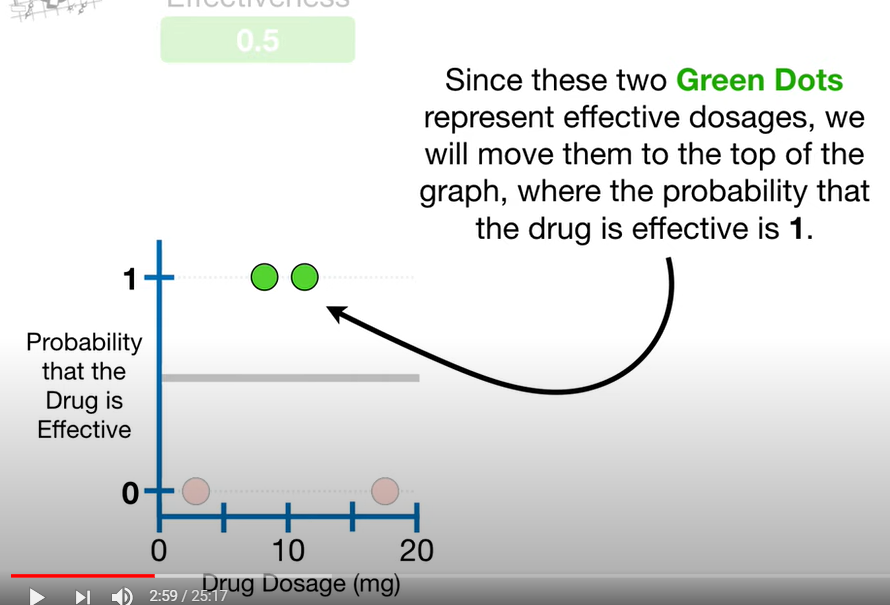 Effectiveness
0.5
Since these two Green Dots
represent effective dosages, we
will move them to the top of the
graph, where the probability that
the drug is effective is 1.
1
Probability
that the
Drug is
Effective
0
0 10 20
Drug Dosage (mg)
2:59 / 25:17